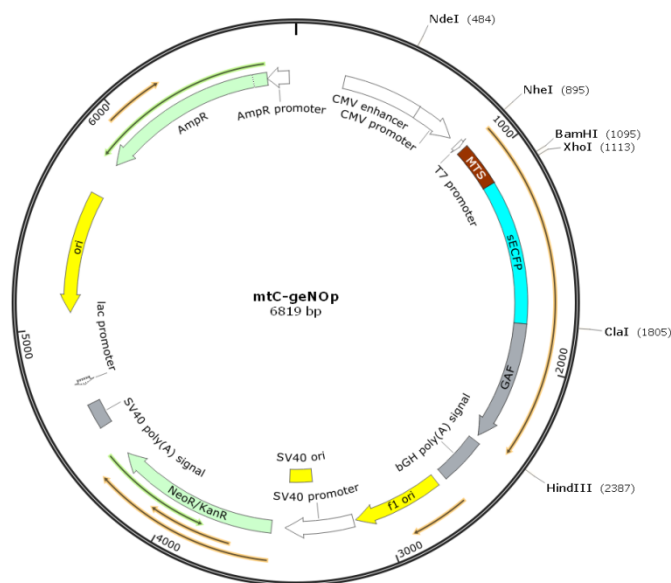 NdeI (484)
NheI (895)
1000
BamHI (1095)
XhoI (1113)
6000
AmpR
AmpR promoter
CMV enhancer
CMV promoter
T7 promoter
MTS
sECFP
ori
mtC-geNOp
6819 bp
ClaI (1805)
2000
5000
lac promoter
GAF
SV40 poly(A) signal
bGH poly(A) signal
SV40 ori
SV40 promoter
f1 ori
HindIII (2387)
NeoR/KanR
4000
3000